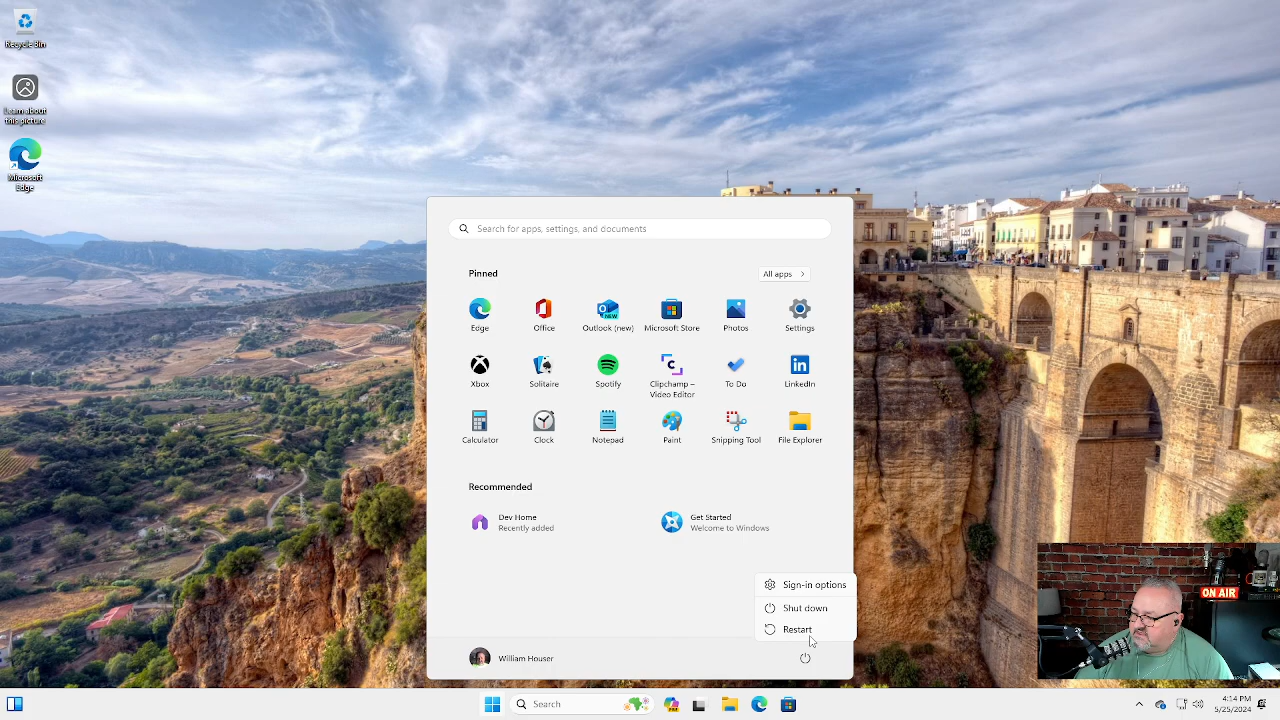 Recycle Bin
Learn about
this picture
Microsoft
Edge
Search for apps, settings, and documents
Pinned
All apps
Edge
Office
Outlook (new)
Microsoft Store
Photos
Settings
Xbox
Solitaire
Spotify
Clipchamp –
Video Editor
To Do
LinkedIn
Calculator
Clock
Notepad
Paint
Snipping Tool
File Explorer
Recommended
Dev Home
Recently added
Get Started
Welcome to Windows
Sign-in options
Shut down
Restart
William Houser
ON AIR
Search
4:14 PM
5/25/2024